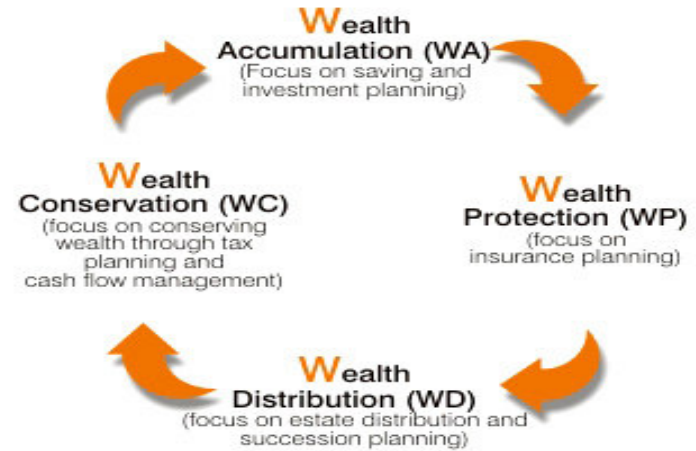 Wealth
Accumulation (WA)
(Focus on saving and
investment planning)
Wealth
Protection (WP)
(focus on
insurance planning)
Wealth
Distribution (WD)
(focus on estate distribution and
succession planning)
Wealth
Conservation (WC)
(focus on conserving
wealth through tax
planning and
cash flow management)